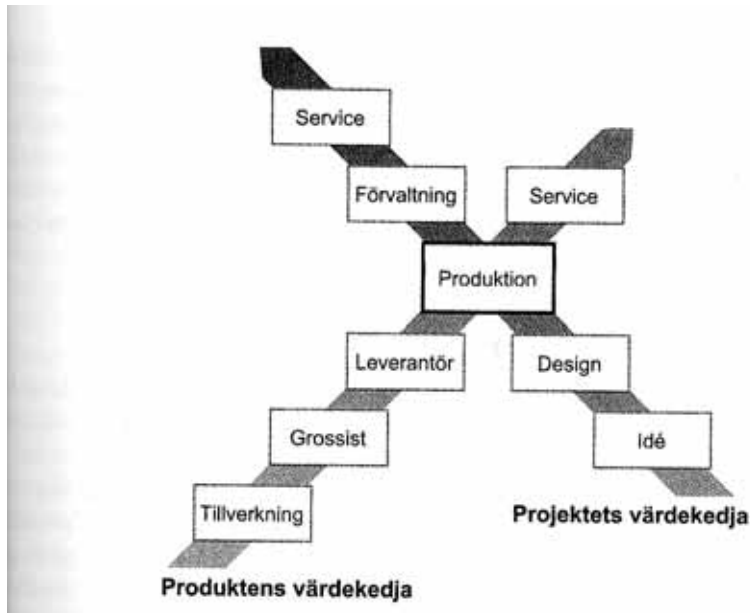 Service
Förvaltning
Service
Produktion
Leverantör
Design
Grossist
Idé
Tillverkning
Projektets värdekedja
Produktens värdekedja